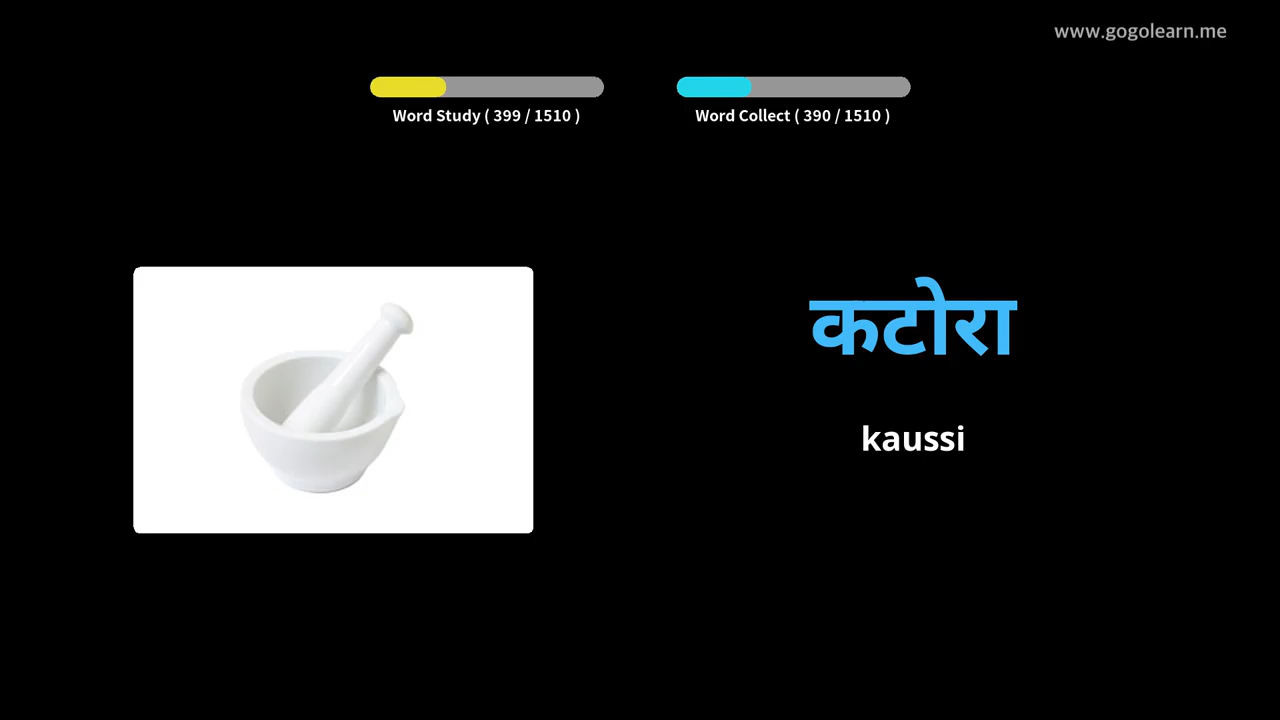 www.gogolearn.me
Word Study ( 399 / 1510 )
Word Collect ( 390 / 1510 )
कटोरा
kaussi